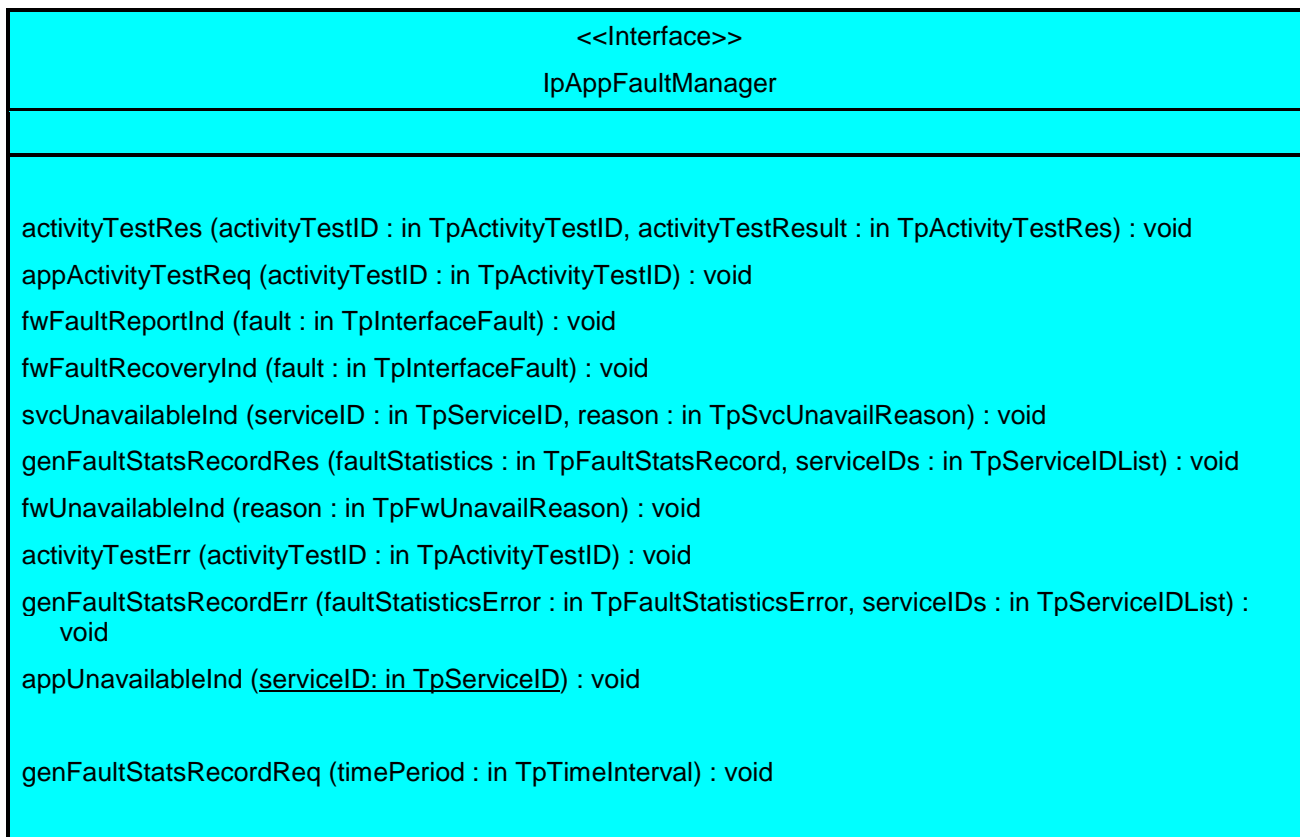 <<Interface>>
IpAppFaultManager
activityTestRes (activityTestID : in TpActivityTestID, activityTestResult : in TpActivityTestRes) : void
appActivityTestReq (activityTestID : in TpActivityTestID) : void
fwFaultReportInd (fault : in TpInterfaceFault) : void
fwFaultRecoveryInd (fault : in TpInterfaceFault) : void
svcUnavailableInd (serviceID : in TpServiceID, reason : in TpSvcUnavailReason) : void
genFaultStatsRecordRes (faultStatistics : in TpFaultStatsRecord, serviceIDs : in TpServiceIDList) : void
fwUnavailableInd (reason : in TpFwUnavailReason) : void
activityTestErr (activityTestID : in TpActivityTestID) : void
genFaultStatsRecordErr (faultStatisticsError : in TpFaultStatisticsError, serviceIDs : in TpServiceIDList) :
void
appUnavailableInd (serviceID: in TpServiceID) : void
genFaultStatsRecordReq (timePeriod : in TpTimeInterval) : void